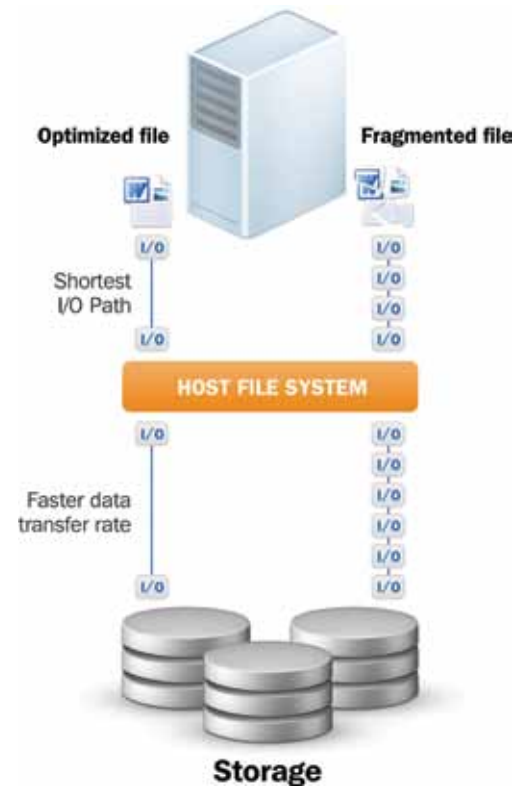 Optimized file
Fragmented file
I/O
I/O
I/O
I/O
I/O
Shortest
I/O Path
I/O
HOST FILE SYSTEM
I/O
I/O
I/O
I/O
I/O
I/O
I/O
Faster data
transfer rate
I/O
Storage